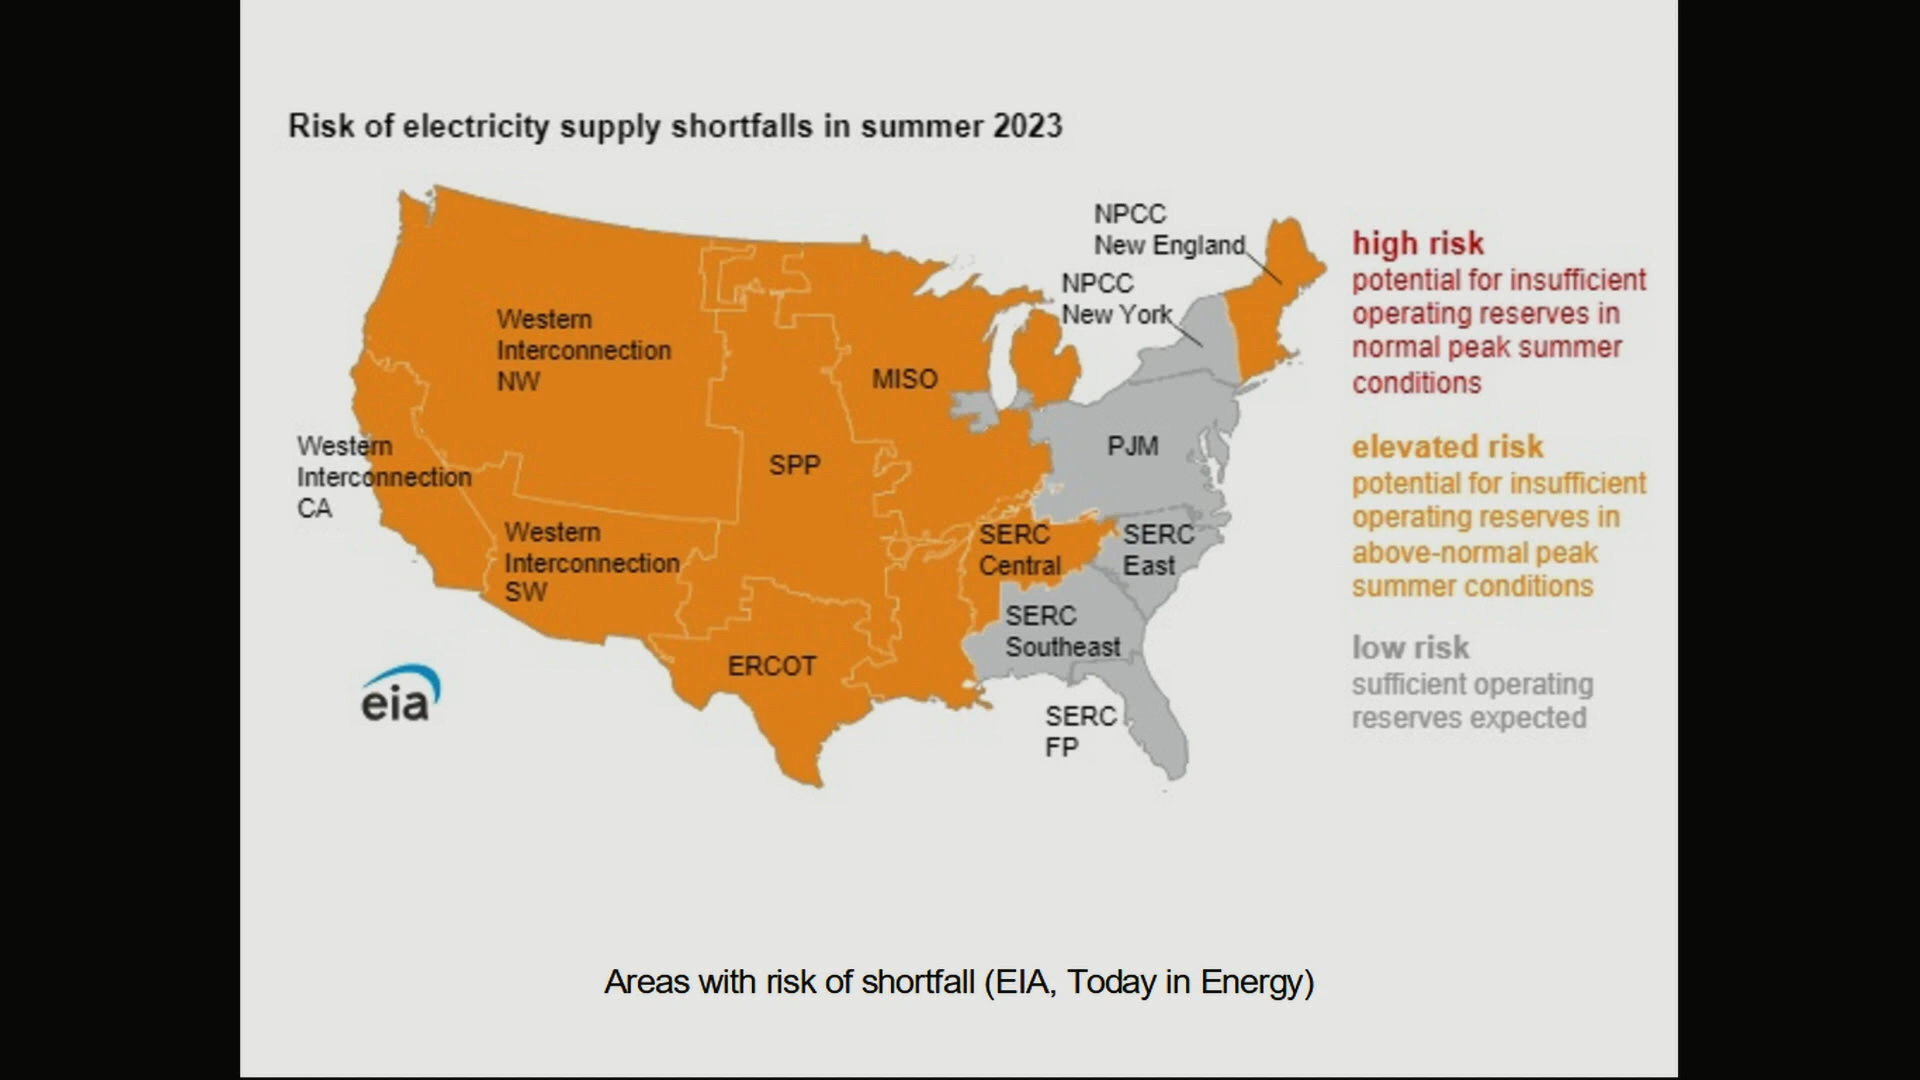 Risk of electricity supply shortfalls in summer 2023
NPCC
New England
NPCC
New York
Western
Interconnection
NW
MISO
Western
Interconnection
CA
SPP
PJM
Western
Interconnection
SW
SERC
Central
SERC
East
SERC
Southeast
ERCOT
SERC
FP
high risk
potential for insufficient
operating reserves in
normal peak summer
conditions
elevated risk
potential for insufficient
operating reserves in
above-normal peak
summer conditions
low risk
sufficient operating
reserves expected
eia
Areas with risk of shortfall (EIA, Today in Energy)